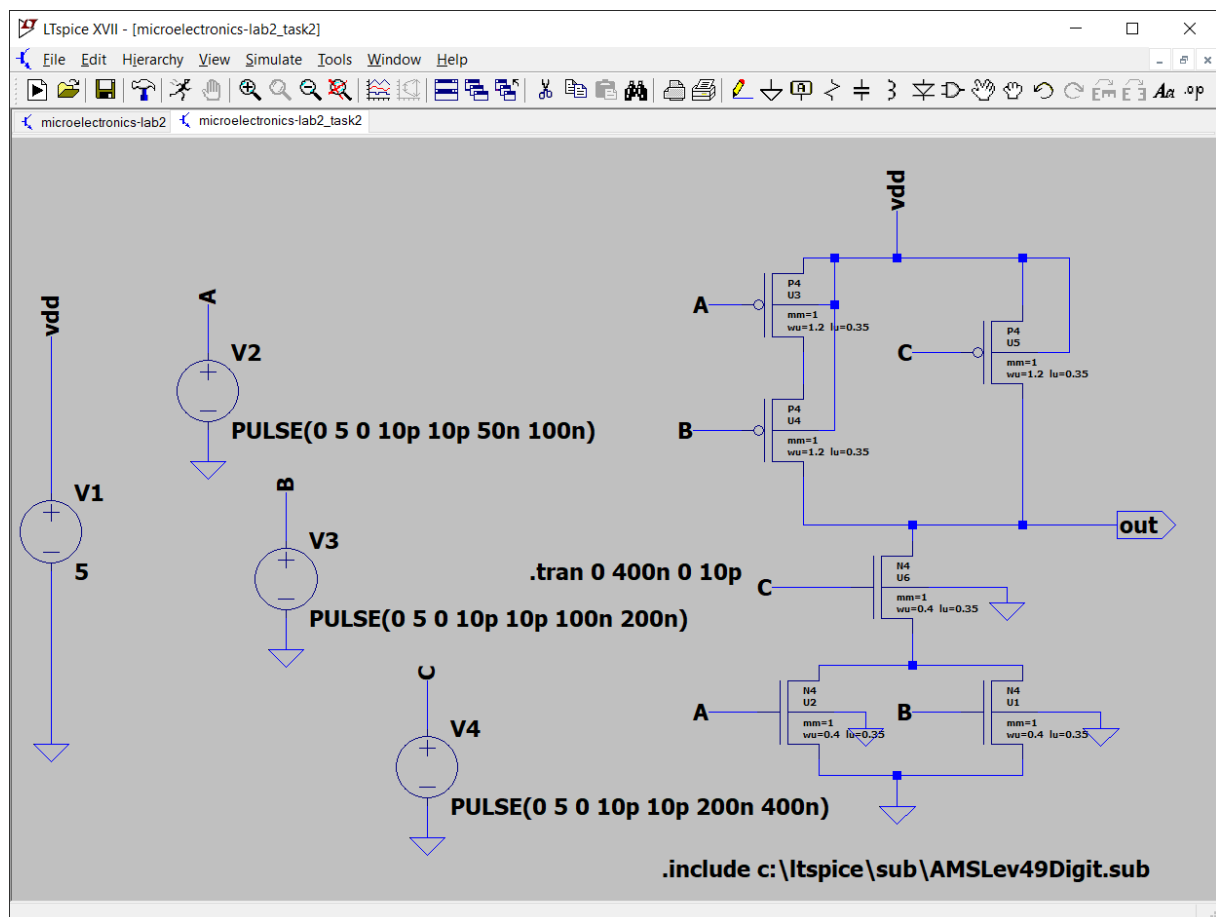 LTspice XVII - [microelectronics-lab2_task2]
File Edit Hierarchy View Simulate Tools Window Help
Aa .op
microelectronics-lab2 microelectronics-lab2_task2
vdd
V1
5
A
V2
PULSE(0 5 0 10p 10p 50n 100n)
B
V3
PULSE(0 5 0 10p 10p 100n 200n)
C
V4
PULSE(0 5 0 10p 10p 200n 400n)
.tran 0 400n 0 10p
vdd
A
P4
U3
mm=1
wu=1.2 lu=0.35
B
P4
U4
mm=1
wu=1.2 lu=0.35
C
P4
U5
mm=1
wu=1.2 lu=0.35
out
C
N4
U6
mm=1
wu=0.4 lu=0.35
A
N4
U2
mm=1
wu=0.4 lu=0.35
B
N4
U1
mm=1
wu=0.4 lu=0.35
.include c:\ltspice\sub\AMSLev49Digit.sub